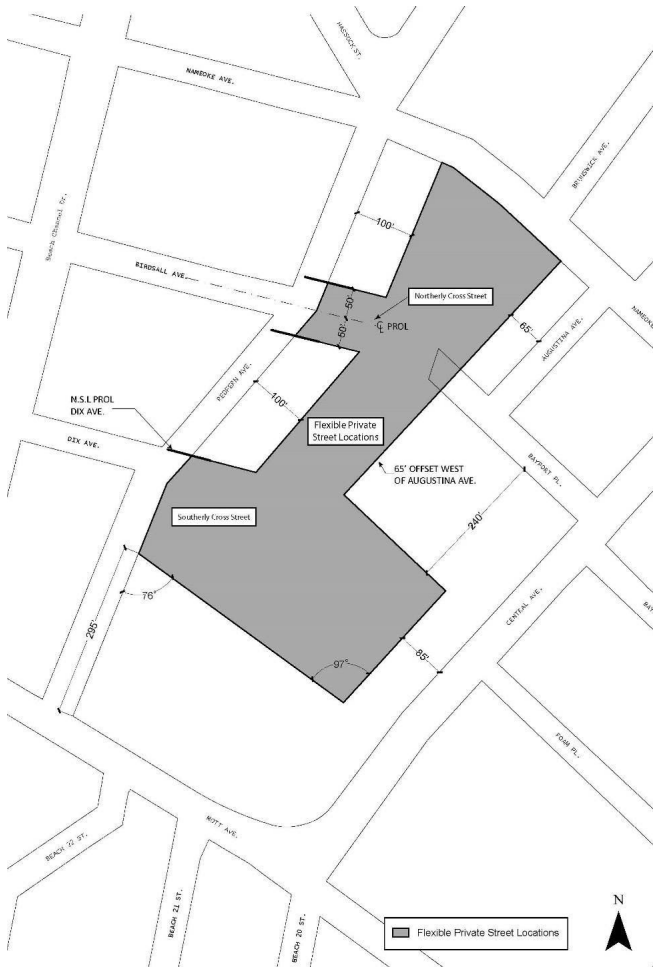 HASSOCK ST.
NAMEOKE AVE.
BRUNSWICK AVE.
Beach Channel Dr.
100'
BIRDSALL AVE.
50'
Northerly Cross Street
℄ PROL
50'
65'
AUGUSTINA AVE.
NAMEOKE
REDFERN AVE.
N.S.L PROL
DIX AVE.
100'
Flexible Private
Street Locations
DIX AVE.
65' OFFSET WEST
OF AUGUSTINA AVE.
BAYPORT PL.
240'
Southerly Cross Street
CENTRAL AVE.
BAY
76°
295'
85'
97°
FOAM PL.
MOTT AVE.
BEACH 22 ST.
BEACH 21 ST.
BEACH 20 ST.
N
Flexible Private Street Locations